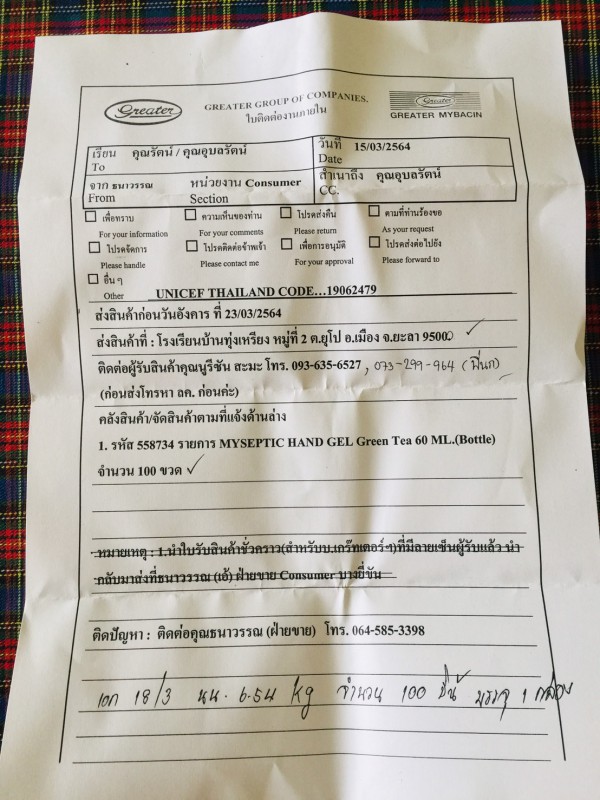 Greater
GREATER GROUP OF COMPANIES.
ใบติดต่องานภายใน
Greater
GREATER MYBACIN
เรียน คุณรัตน์ / คุณอุบลรัตน์
To
วันที่ 15/03/2564
Date
จาก ธนาวรรณ หน่วยงาน Consumer
From Section
สำเนาถึง คุณอุบลรัตน์
CC.
เพื่อทราบ ความเห็นของท่าน โปรดส่งคืน ตามที่ท่านร้องขอ
For your information For your comments Please return As your request
โปรดจัดการ โปรดติดต่อข้าพเจ้า เพื่อการอนุมัติ โปรดส่งต่อไปยัง
Please handle Please contact me For your approval Please forward to
อื่น ๆ
Other UNICEF THAILAND CODE…19062479
ส่งสินค้าก่อนวันอังคาร ที่ 23/03/2564
ส่งสินค้าที่ : โรงเรียนบ้านทุ่งเหรียง หมู่ที่ 2 ต.ยุโป อ.เมือง จ.ยะลา 95000
ติดต่อผู้รับสินค้าคุณนูรีซัน สะมะ โทร. 093-635-6527 , 073-299-964
(ก่อนส่งโทรหา ลค. ก่อนค่ะ)
คลังสินค้า/จัดสินค้าตามที่แจ้งด้านล่าง
1. รหัส 558734 รายการ MYSEPTIC HAND GEL Green Tea 60 ML.(Bottle)
จำนวน 100 ขวด
หมายเหตุ : 1.นำใบรับสินค้าชั่วคราว(สำหรับบ.เกร๊ทเตอร์ฯ)ที่มีลายเซ็นผู้รับแล้ว นำ
กลับมาส่งที่ธนาวรรณ (เอ้) ฝ่ายขาย Consumer บางยี่ขัน
ติดปัญหา : ติดต่อคุณธนาวรรณ (ฝ่ายขาย) โทร. 064-585-3398
18/3 นน. 6.54 kg จำนวน 100 ชิ้น บรรจุ 1 กล่อง